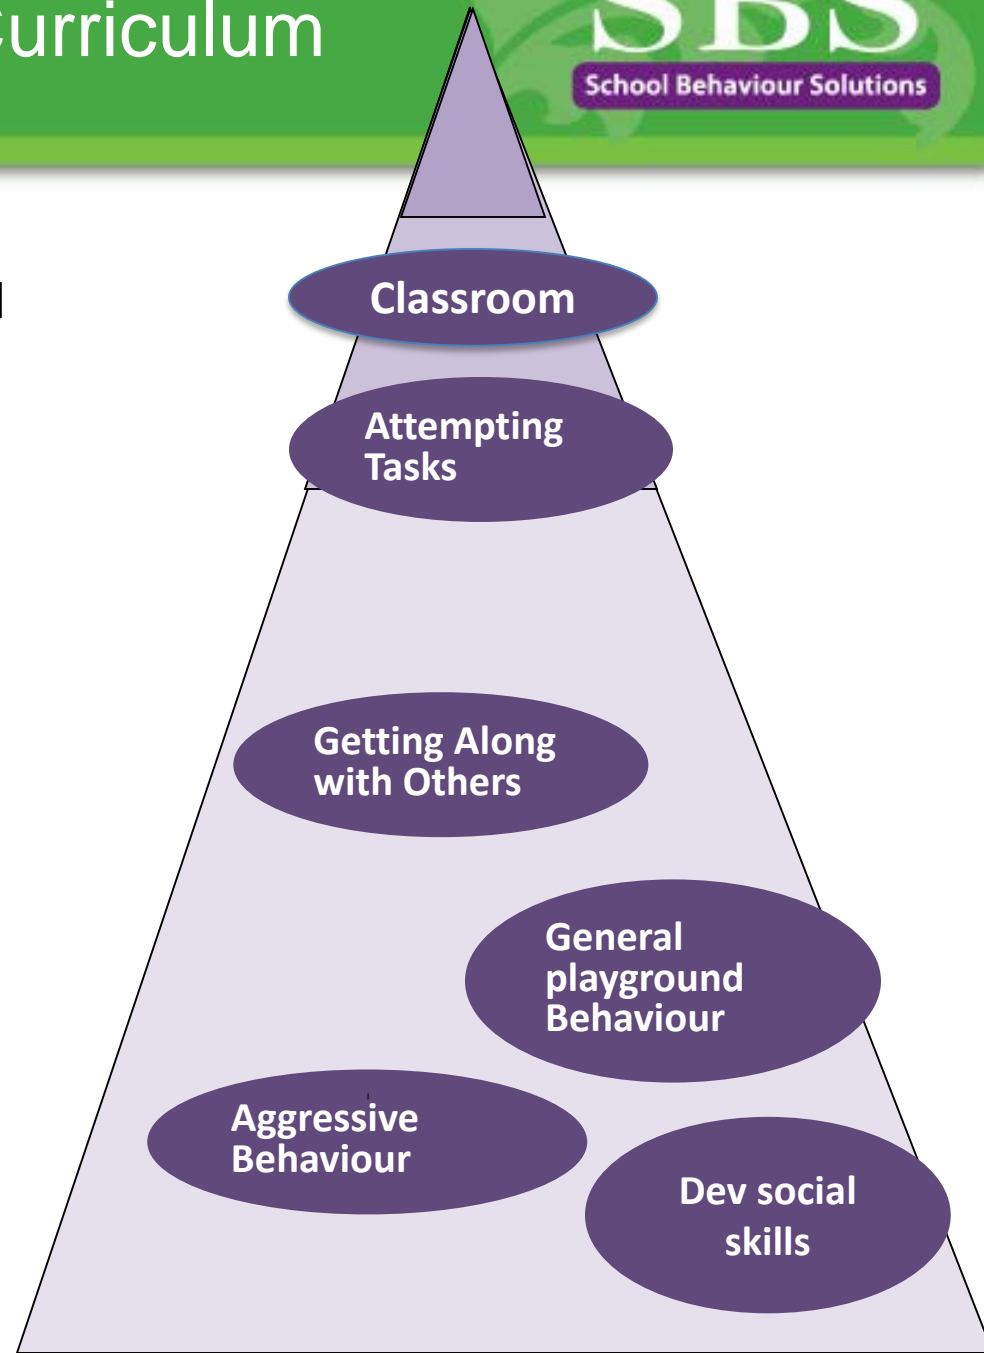 Curriculum
SBS
School Behaviour Solutions
Classroom
Attempting
Tasks
Getting Along
with Others
General
playground
Behaviour
Aggressive
Behaviour
Dev social
skills